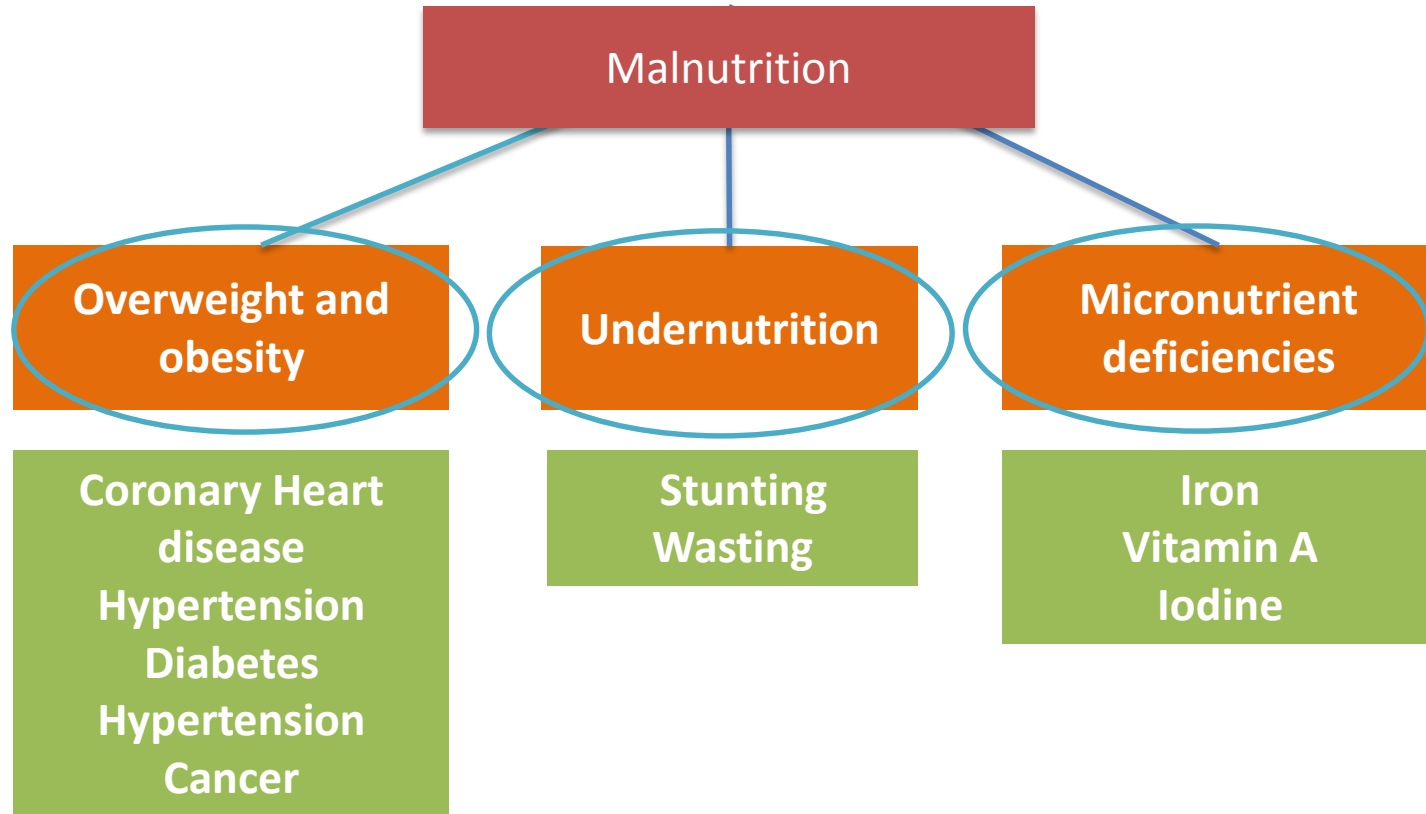 Malnutrition
Overweight and
obesity
Undernutrition
Micronutrient
deficiencies
Coronary Heart
disease
Hypertension
Diabetes
Hypertension
Cancer
Stunting
Wasting
Iron
Vitamin A
Iodine